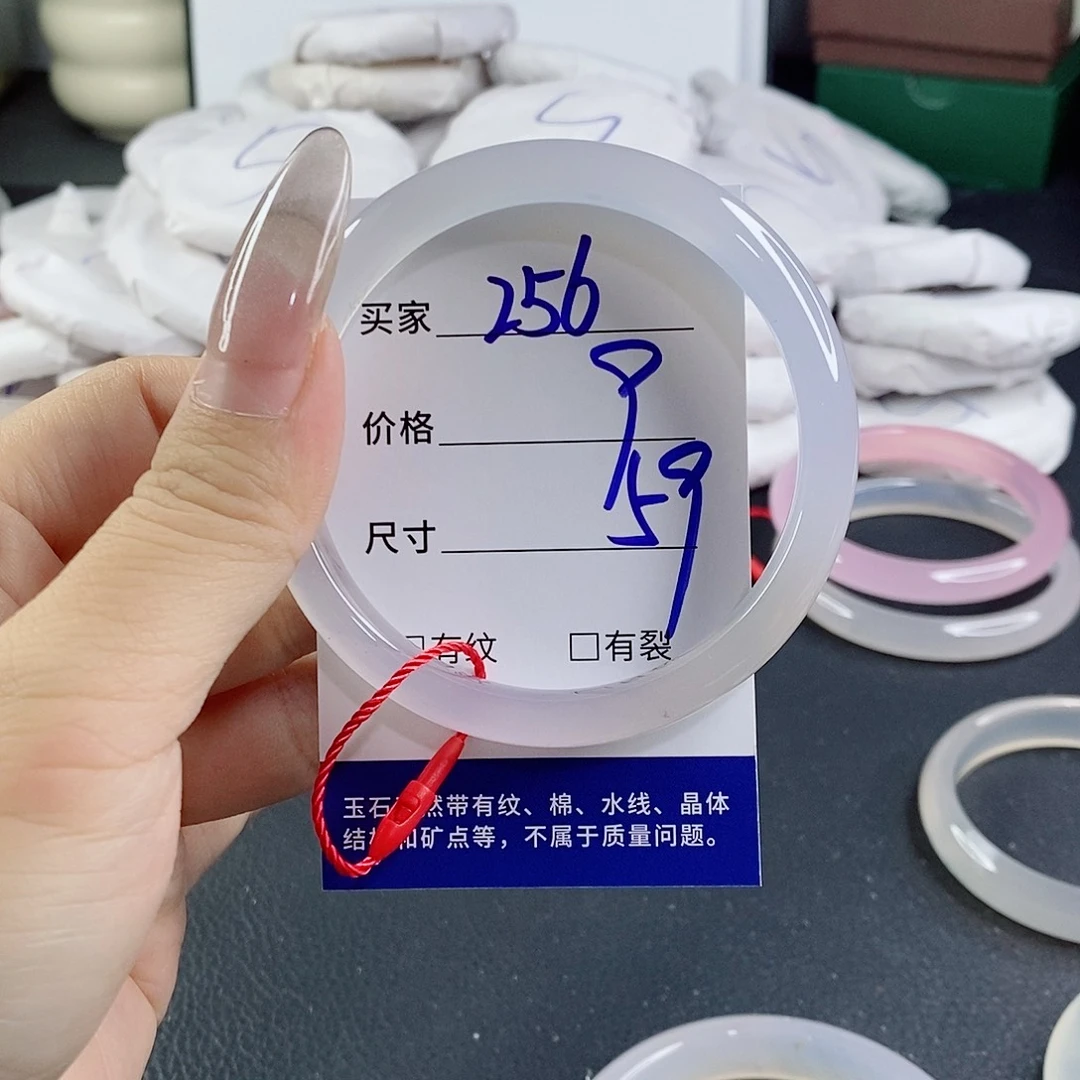 买家 256
价格
尺寸 59
有纹 □有裂
玉石 然带有纹、棉、水线、晶体
结构和矿点等，不属于质量问题。